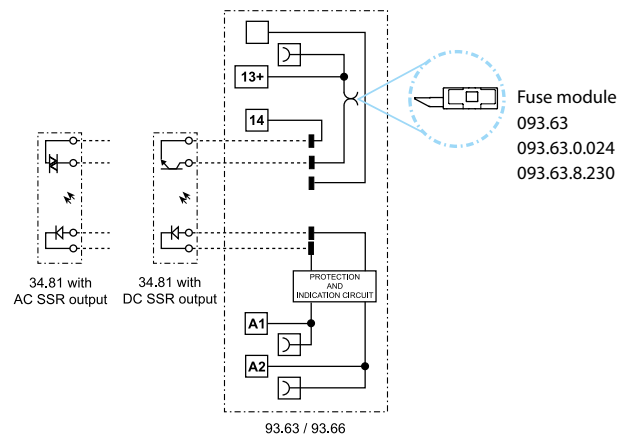 13+
14
Fuse module
093.63
093.63.0.024
093.63.8.230
34.81 with
AC SSR output
34.81 with
DC SSR output
PROTECTION
AND
INDICATION CIRCUIT
A1
A2
93.63 / 93.66